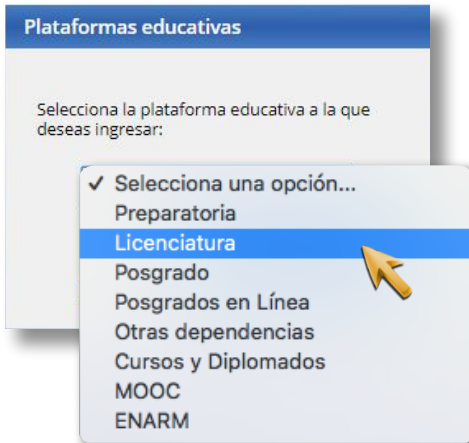 Plataformas educativas
Selecciona la plataforma educativa a la que
deseas ingresar:
✓ Selecciona una opción...
Preparatoria
Licenciatura
Posgrado
Posgrados en Línea
Otras dependencias
Cursos y Diplomados
MOOC
ENARM